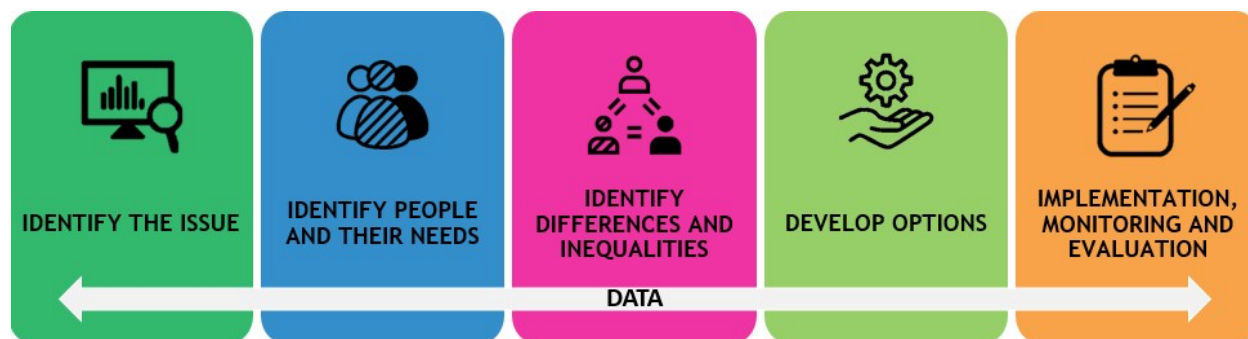 IDENTIFY THE ISSUE
IDENTIFY PEOPLE
AND THEIR NEEDS
IDENTIFY
DIFFERENCES AND
INEQUALITIES
DEVELOP OPTIONS
IMPLEMENTATION,
MONITORING AND
EVALUATION
DATA